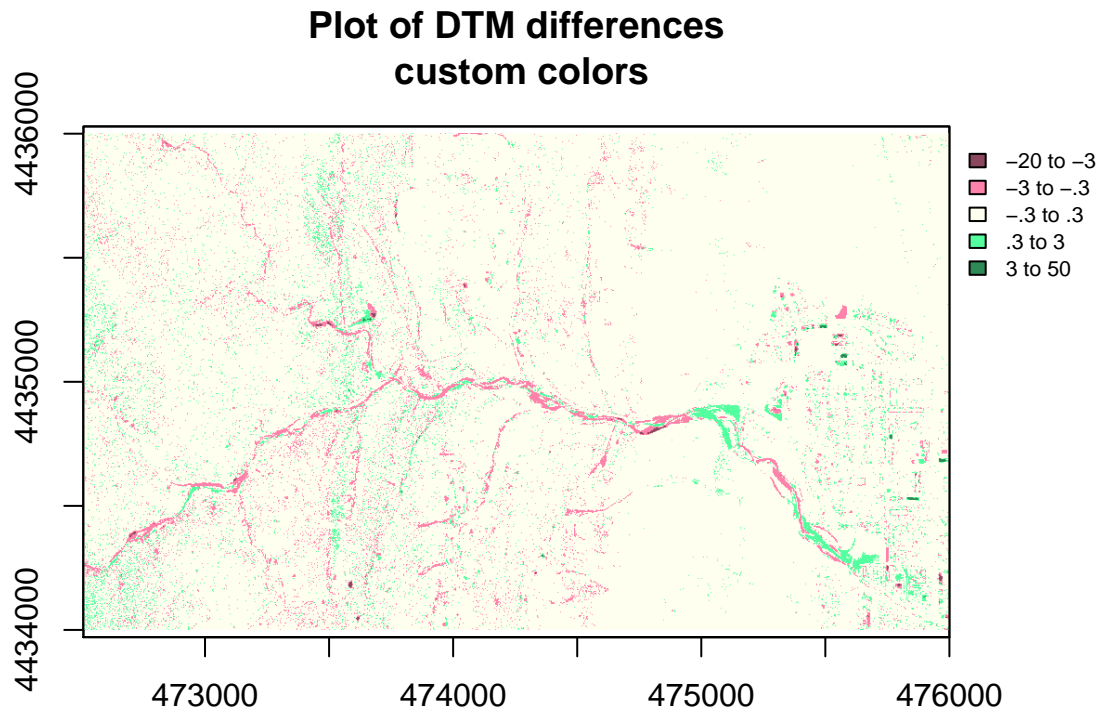 Plot of DTM differences
custom colors
4436000
4435000
4434000
473000
474000
475000
476000
−20 to −3
−3 to −.3
−.3 to .3
.3 to 3
3 to 50